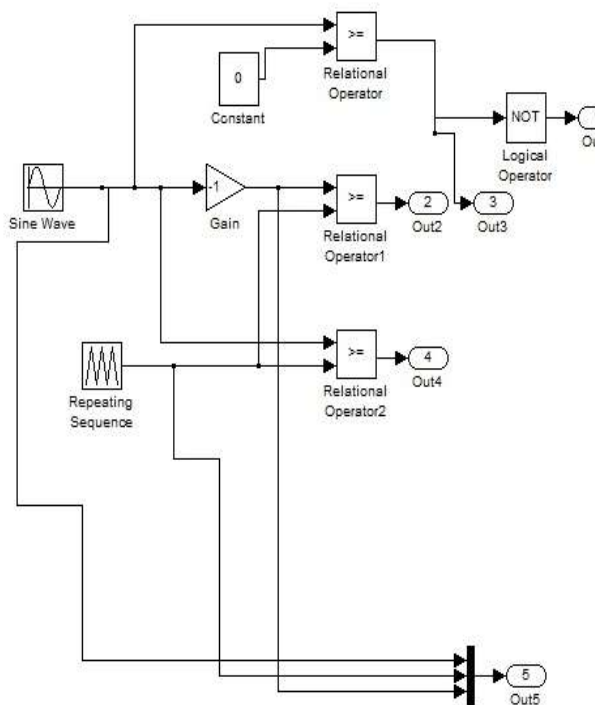 >=
0
Relational
Operator
Constant
NOT
Logical
Operator
Sine Wave
-1
Gain
>=
Relational
Operator1
2
Out2
3
Out3
Repeating
Sequence
>=
Relational
Operator2
4
Out4
5
Out5